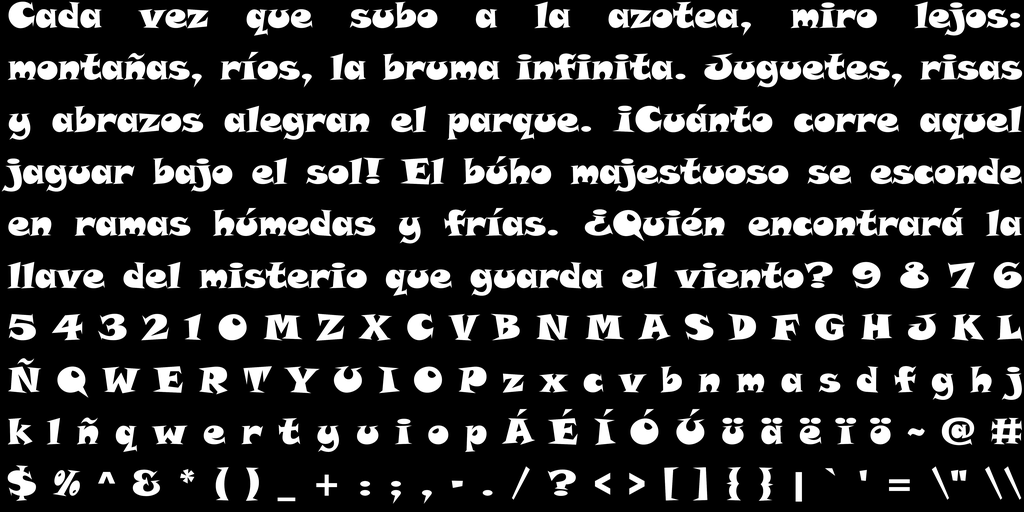 Cada vez que subo a la azotea, miro lejos:
montañas, ríos, la bruma infinita. Juguetes, risas
y abrazos alegran el parque. ¡Cuánto corre aquel
jaguar bajo el sol! El búho majestuoso se esconde
en ramas húmedas y frías. ¿Quién encontrará la
llave del misterio que guarda el viento? 9 8 7 6
5 4 3 2 1 0 M Z X C V B N M A S D F G H J K L
Ñ Q W E R T Y U I O P z x c v b n m a s d f g h j
k l ñ q w e r t y u i o p Á É Í Ó Ú ü ä ë ï ö ~ @ #
$ % ^ & * ( ) _ + : ; , - . / ? < > [ ] { } | ` ' = \" \\